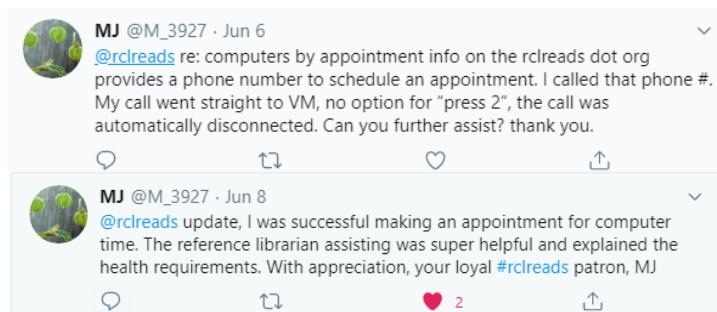 MJ @M_3927 · Jun 6
@rclreads re: computers by appointment info on the rclreads dot org
provides a phone number to schedule an appointment. I called that phone #.
My call went straight to VM, no option for “press 2”, the call was
automatically disconnected. Can you further assist? thank you.
MJ @M_3927 · Jun 8
@rclreads update, I was successful making an appointment for computer
time. The reference librarian assisting was super helpful and explained the
health requirements. With appreciation, your loyal #rclreads patron, MJ
2